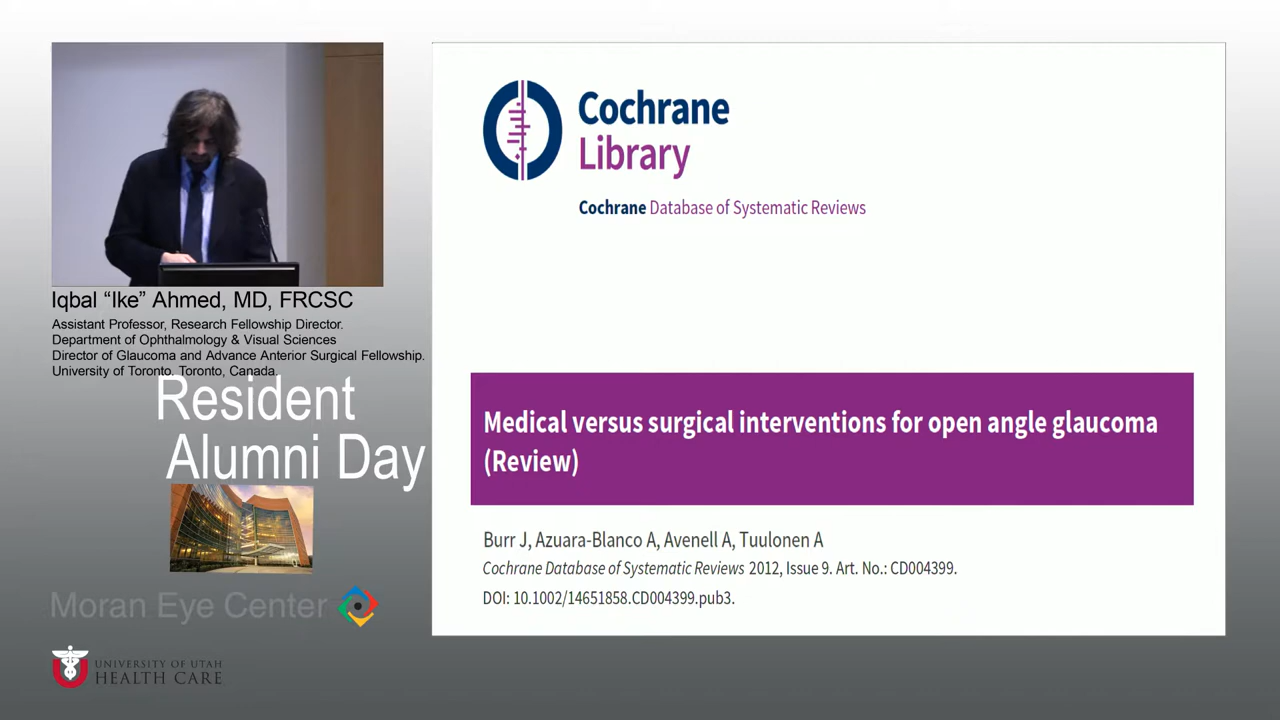 Iqbal “Ike” Ahmed, MD, FRCSC
Assistant Professor, Research Fellowship Director.
Department of Ophthalmology & Visual Sciences
Director of Glaucoma and Advance Anterior Surgical Fellowship.
University of Toronto. Toronto, Canada.
Resident
Alumni Day
Moran Eye Center
UNIVERSITY OF UTAH
HEALTH CARE
Cochrane
Library
Cochrane Database of Systematic Reviews
Medical versus surgical interventions for open angle glaucoma
(Review)
Burr J, Azuara-Blanco A, Avenell A, Tuulonen A
Cochrane Database of Systematic Reviews 2012, Issue 9. Art. No.: CD004399.
DOI: 10.1002/14651858.CD004399.pub3.